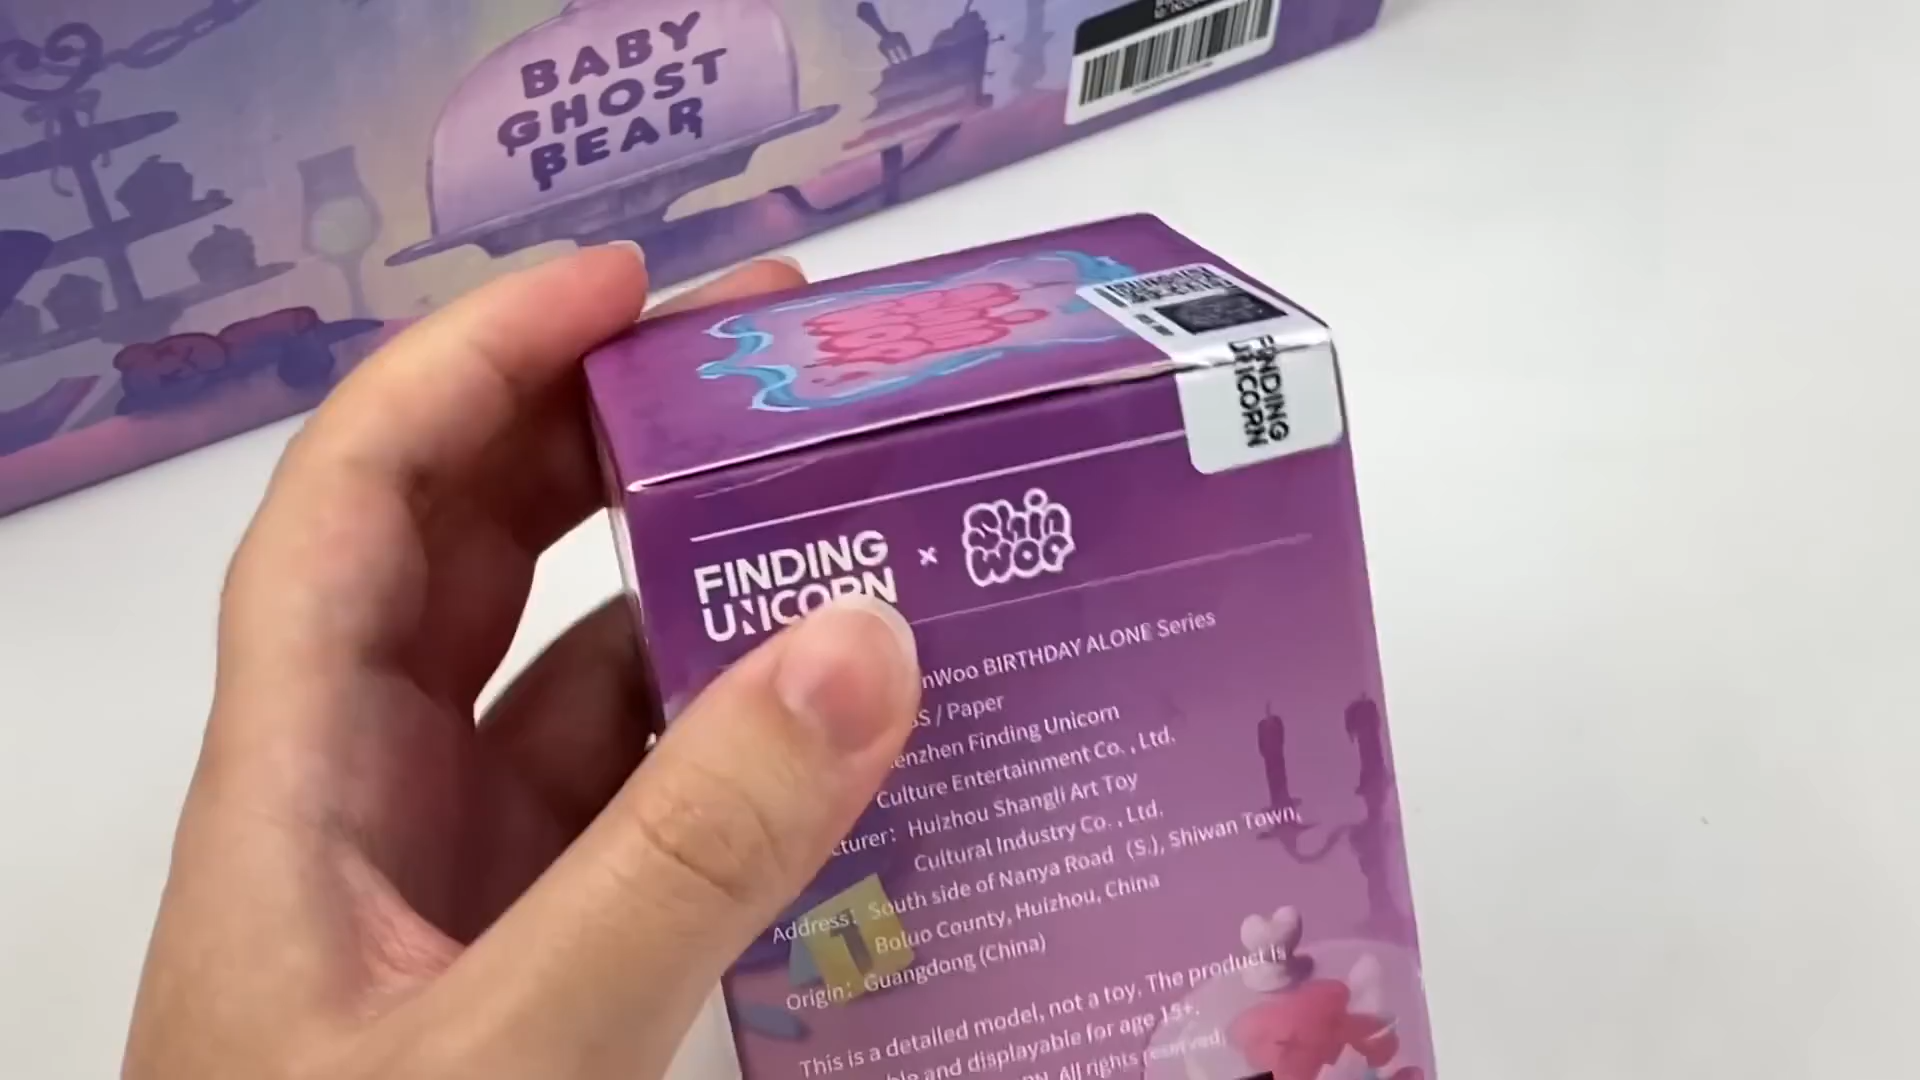 BABY
GHOST
BEAR
FINDING
UNICORN
FINDING
UNICORN
×
Shin
Woo
nWoo BIRTHDAY ALONE Series
/ Paper
enzhen Finding Unicorn
Culture Entertainment Co. , Ltd.
cturer: Huizhou Shangli Art Toy
Cultural Industry Co. , Ltd.
Address: South side of Nanya Road (S.), Shiwan Town,
Boluo County, Huizhou, China
Origin: Guangdong (China)
1
This is a detailed model, not a toy. The product is
and displayable for age 15+.
All rights reserved.